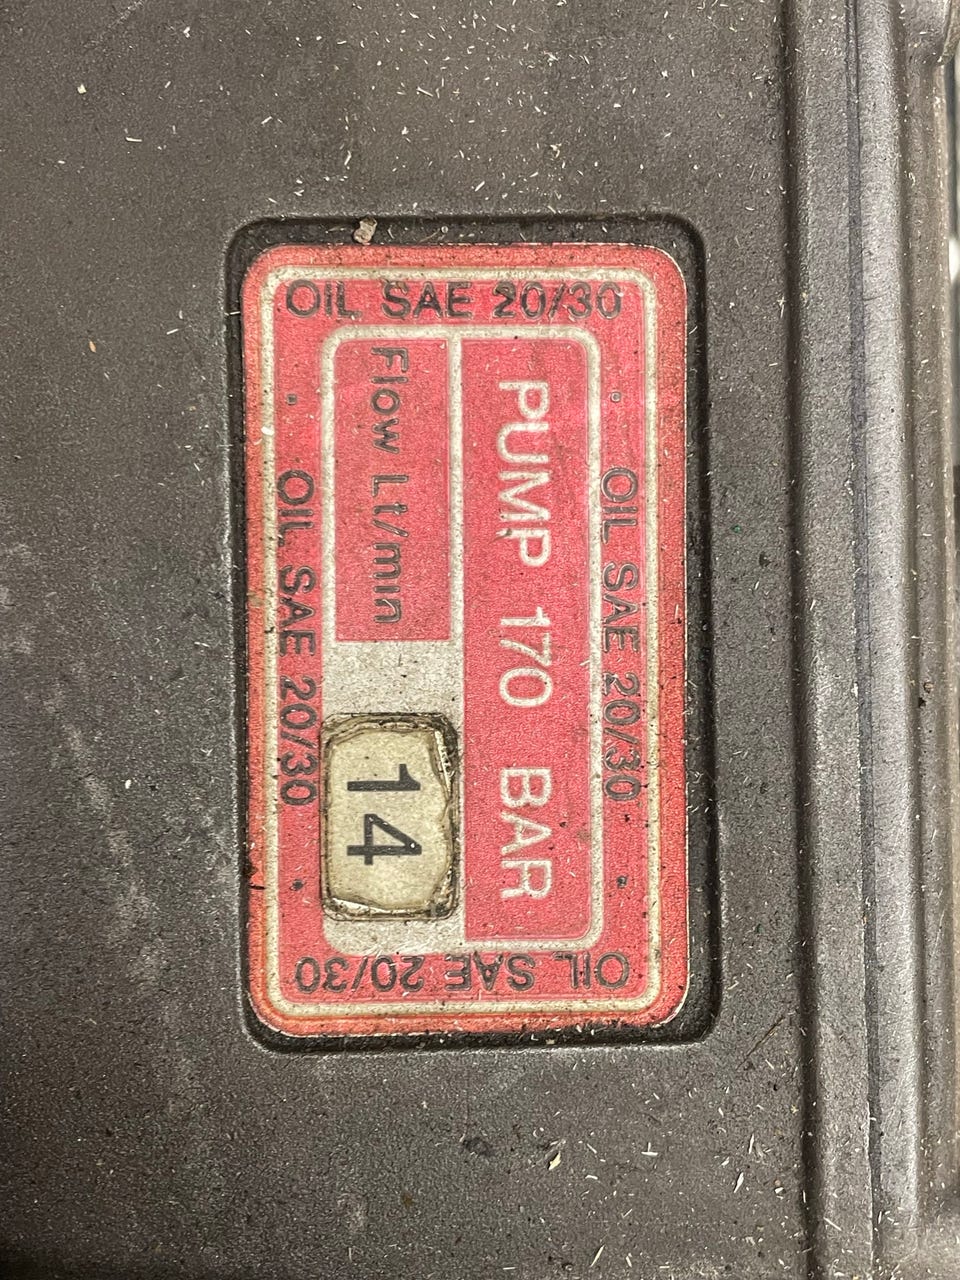 OIL SAE 20/30
OIL SAE 20/30
PUMP 170 BAR
Flow Lt/min 14
OIL SAE 20/30
OIL SAE 20/30